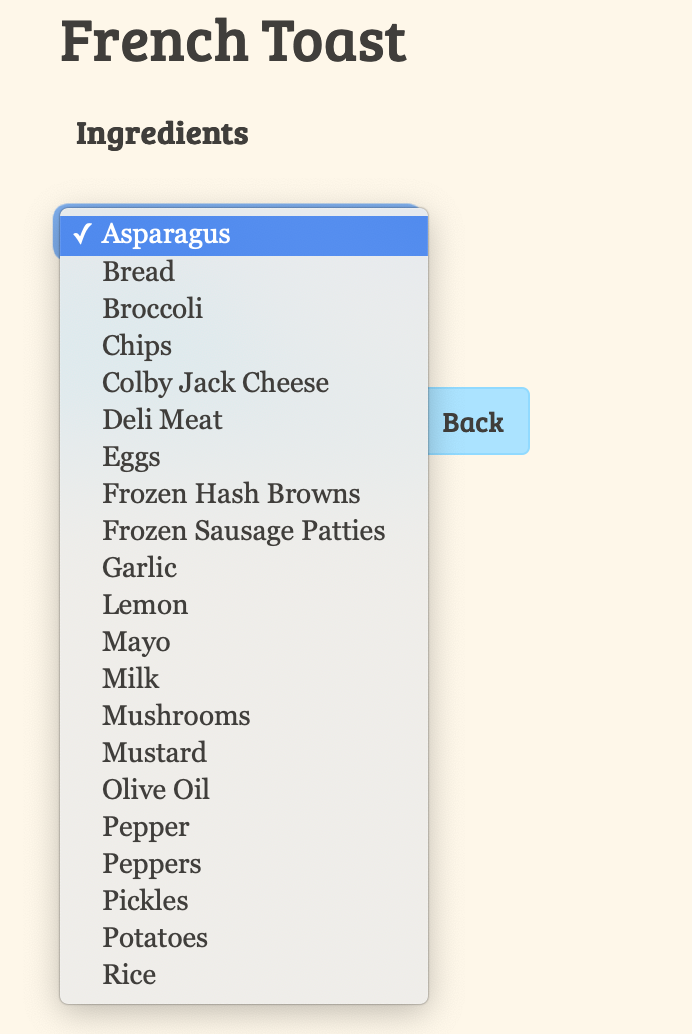 French Toast
Ingredients
✓ Asparagus
Bread
Broccoli
Chips
Colby Jack Cheese
Deli Meat
Back
Eggs
Frozen Hash Browns
Frozen Sausage Patties
Garlic
Lemon
Mayo
Milk
Mushrooms
Mustard
Olive Oil
Pepper
Peppers
Pickles
Potatoes
Rice